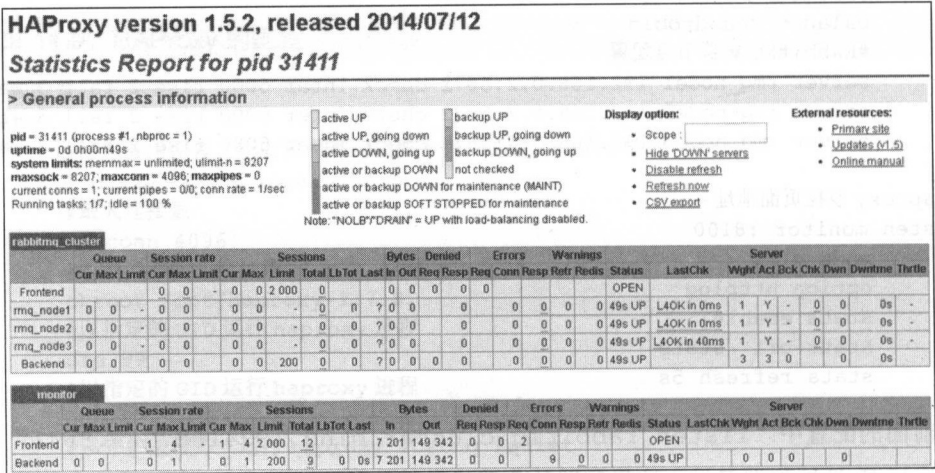 HAProxy version 1.5.2, released 2014/07/12
Statistics Report for pid 31411
> General process information
pid = 31411 (process #1, nbproc = 1)
uptime = 0d 0h00m49s
system limits: memmax = unlimited; ulimit-n = 8207
maxsock = 8207; maxconn = 4096; maxpipes = 0
current conns = 1; current pipes = 0/0; conn rate = 1/sec
Running tasks: 1/7; idle = 100 %
active UP
backup UP
active UP, going down
backup UP, going down
active DOWN, going up
backup DOWN, going up
active or backup DOWN
not checked
active or backup DOWN for maintenance (MAINT)
active or backup SOFT STOPPED for maintenance
Note: "NOLB"/"DRAIN" = UP with load-balancing disabled.
Display option:
• Scope :
• Hide 'DOWN' servers
• Disable refresh
• Refresh now
• CSV export
External resources:
• Primary site
• Updates (v1.5)
• Online manual
rabbitmq_cluster
Queue Session rate Sessions Bytes Denied Errors Warnings Server
Cur Max Limit Cur Max Limit Cur Max Limit Total LbTot Last In Out Req Resp Req Conn Resp Retr Redis Status LastChk Wght Act Bck Chk Dwn Dwntme Thrtle
Frontend 0 0 - 0 0 2 000 0 0 0 0 0 0 OPEN
rmq_node1 0 0 - 0 0 0 0 - 0 0 ? 0 0 0 0 0 0 0 49s UP L4OK in 0ms 1 Y - 0 0 0s -
rmq_node2 0 0 - 0 0 0 0 - 0 0 ? 0 0 0 0 0 0 0 49s UP L4OK in 0ms 1 Y - 0 0 0s -
rmq_node3 0 0 - 0 0 0 0 - 0 0 ? 0 0 0 0 0 0 0 49s UP L4OK in 40ms 1 Y - 0 0 0s -
Backend 0 0 0 0 0 0 200 0 0 ? 0 0 0 0 0 0 0 0 49s UP 3 3 0 0 0s
monitor
Queue Session rate Sessions Bytes Denied Errors Warnings Server
Cur Max Limit Cur Max Limit Cur Max Limit Total LbTot Last In Out Req Resp Req Conn Resp Retr Redis Status LastChk Wght Act Bck Chk Dwn Dwntme Thrtle
Frontend 1 4 - 1 4 2 000 12 7 201 149 342 0 0 2 OPEN
Backend 0 0 0 1 0 1 200 9 0 0s 7 201 149 342 0 0 9 0 0 0 49s UP 0 0 0 0